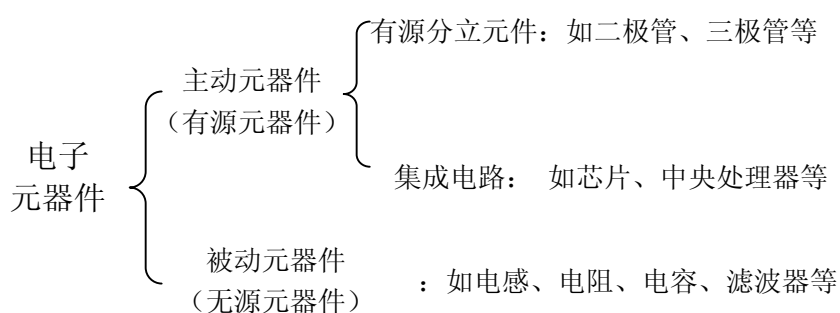 有源分立元件：如二极管、三极管等
主动元器件
（有源元器件）
电子
元器件
集成电路： 如芯片、中央处理器等
被动元器件
（无源元器件）
：如电感、电阻、电容、滤波器等